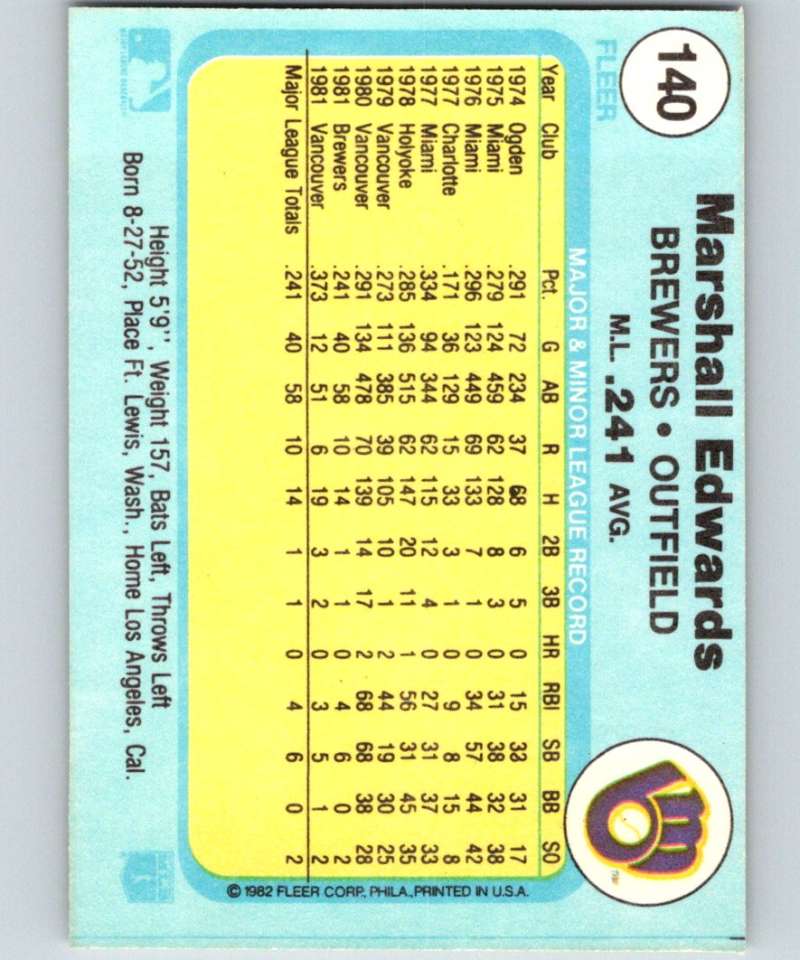 140
FLEER
Marshall Edwards
BREWERS • OUTFIELD
M.L. .241 AVG.
MAJOR & MINOR LEAGUE RECORD
Year Club Pct. G AB R H 2B 3B HR RBI SB BB SO
1974 Ogden .291 72 234 37 68 6 5 0 15 33 31 17
1975 Miami .279 124 459 62 128 8 3 0 31 38 32 38
1976 Miami .296 123 449 69 133 7 1 0 34 57 44 42
1977 Charlotte .171 36 129 15 33 3 1 0 9 8 15 8
1977 Miami .334 94 344 62 115 12 4 0 27 31 37 33
1978 Holyoke .285 136 515 62 147 20 11 1 56 31 45 35
1979 Vancouver .273 111 385 39 105 10 1 2 44 19 30 25
1980 Vancouver .291 134 478 70 139 14 17 2 68 68 38 28
1981 Brewers .241 40 58 10 14 1 1 0 4 6 0 2
1981 Vancouver .373 12 51 6 19 3 2 0 3 5 1 2
Major League Totals .241 40 58 10 14 1 1 0 4 6 0 2
© 1982 FLEER CORP., PHILA., PRINTED IN U.S.A.
Height 5'9'', Weight 157, Bats Left, Throws Left
Born 8-27-52, Place Ft. Lewis, Wash., Home Los Angeles, Cal.